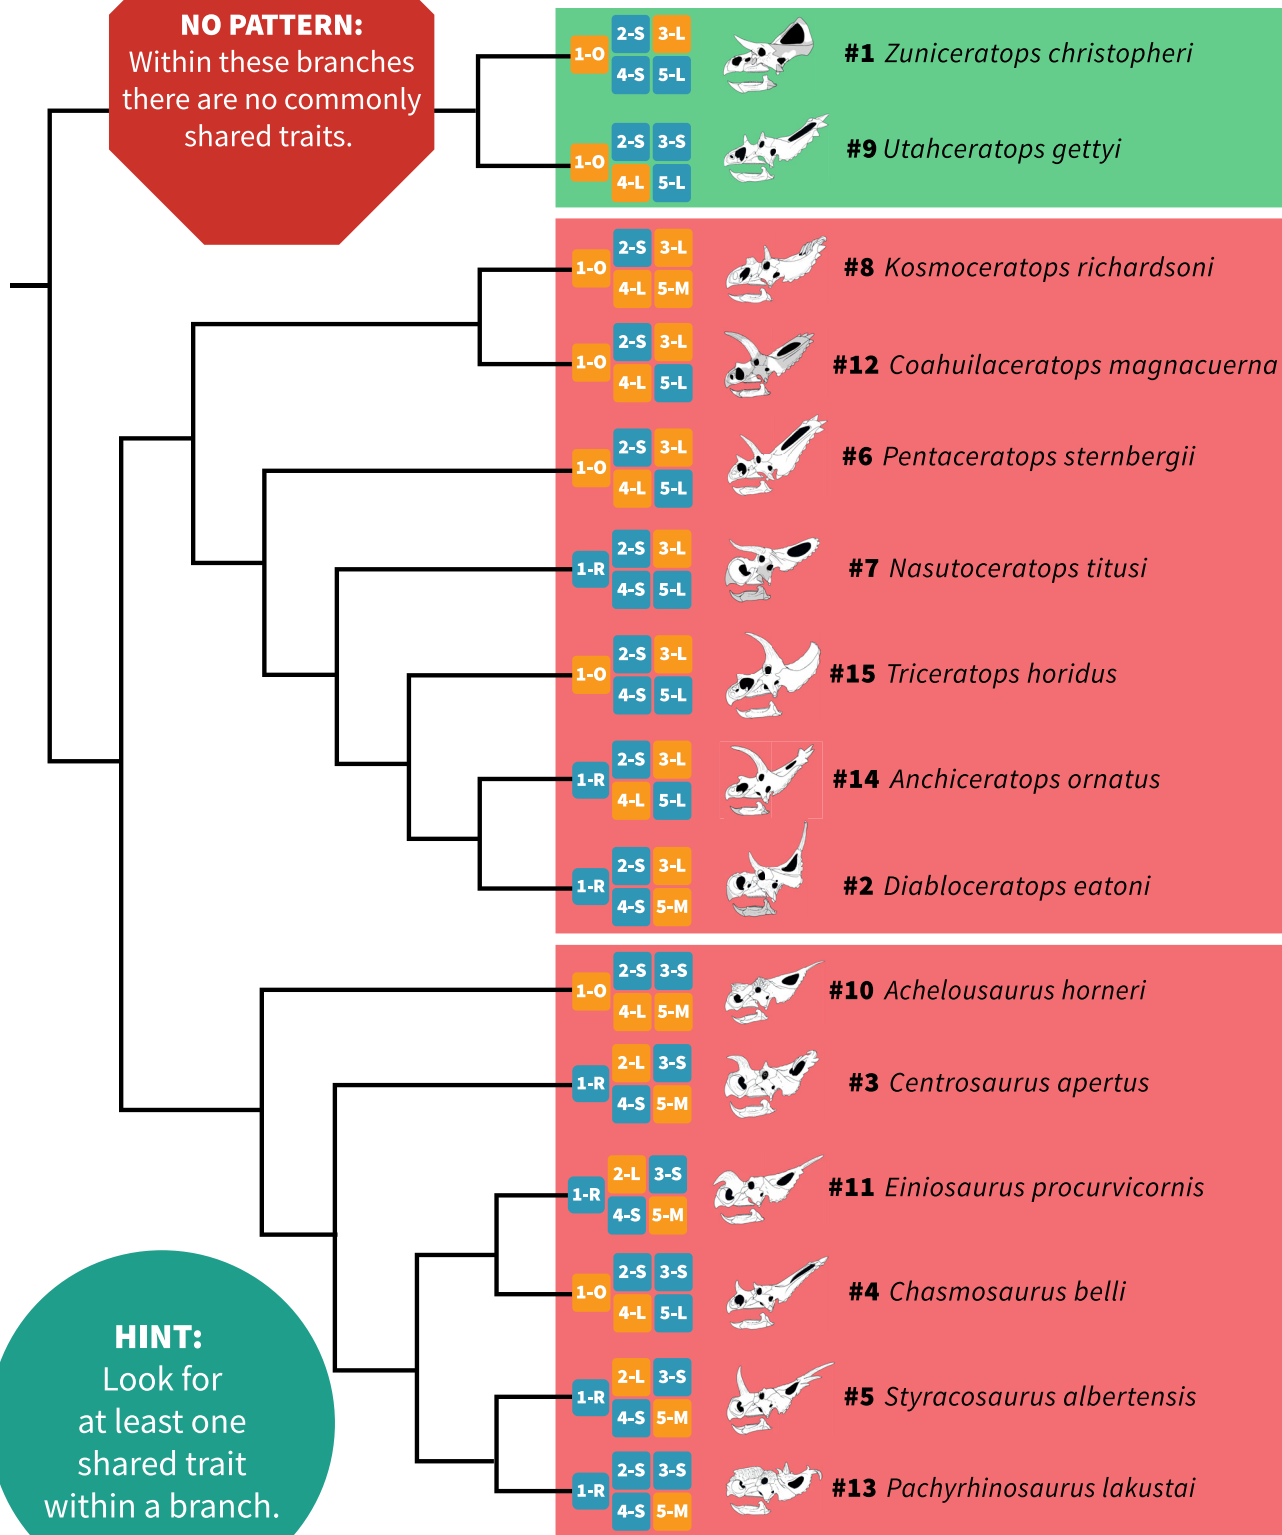 NO PATTERN:
Within these branches
there are no commonly
shared traits.
1-O 2-S 3-L
4-S 5-L
#1 Zuniceratops christopheri
1-O 2-S 3-S
4-L 5-L
#9 Utahceratops gettyi
1-O 2-S 3-L
4-L 5-M
#8 Kosmoceratops richardsoni
1-O 2-S 3-L
4-L 5-L
#12 Coahuilaceratops magnacuerna
1-O 2-S 3-L
4-L 5-L
#6 Pentaceratops sternbergii
1-R 2-S 3-L
4-S 5-L
#7 Nasutoceratops titusi
1-O 2-S 3-L
4-S 5-L
#15 Triceratops horidus
1-R 2-S 3-L
4-L 5-L
#14 Anchiceratops ornatus
1-R 2-S 3-L
4-S 5-M
#2 Diabloceratops eatoni
1-O 2-S 3-S
4-L 5-M
#10 Achelousaurus horneri
1-R 2-L 3-S
4-S 5-M
#3 Centrosaurus apertus
1-R 2-L 3-S
4-S 5-M
#11 Einiosaurus procurvicornis
1-O 2-S 3-S
4-L 5-L
#4 Chasmosaurus belli
1-R 2-L 3-S
4-S 5-M
#5 Styracosaurus albertensis
1-R 2-S 3-S
4-S 5-M
#13 Pachyrhinosaurus lakustai
HINT:
Look for
at least one
shared trait
within a branch.